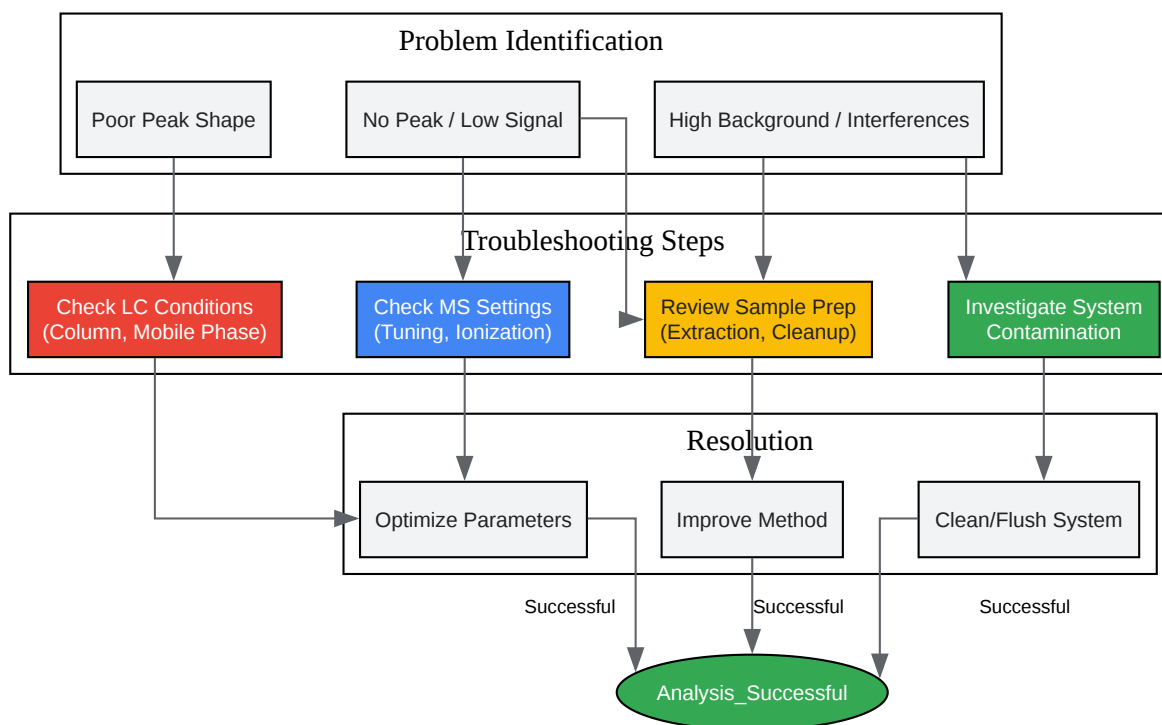 Problem Identification
Poor Peak Shape
No Peak / Low Signal
High Background / Interferences
Troubleshooting Steps
Check LC Conditions
(Column, Mobile Phase)
Check MS Settings
(Tuning, Ionization)
Review Sample Prep
(Extraction, Cleanup)
Investigate System
Contamination
Resolution
Optimize Parameters
Improve Method
Clean/Flush System
Successful
Successful
Successful
Analysis_Successful